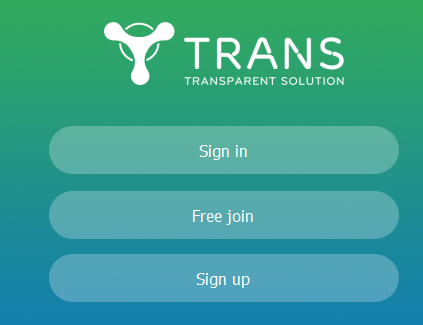 TRANS
TRANSPARENT SOLUTION
Sign in
Free join
Sign up